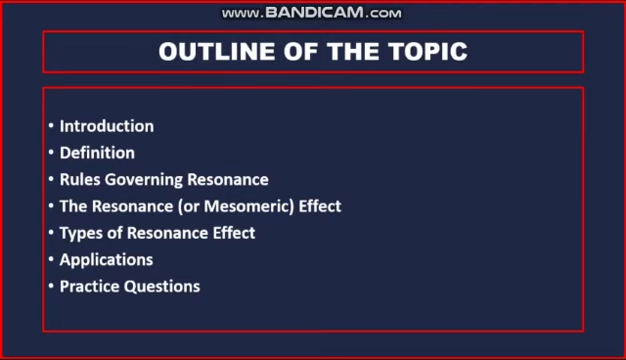 www.BANDICAM.com
OUTLINE OF THE TOPIC
• Introduction
• Definition
• Rules Governing Resonance
• The Resonance (or Mesomeric) Effect
• Types of Resonance Effect
• Applications
• Practice Questions